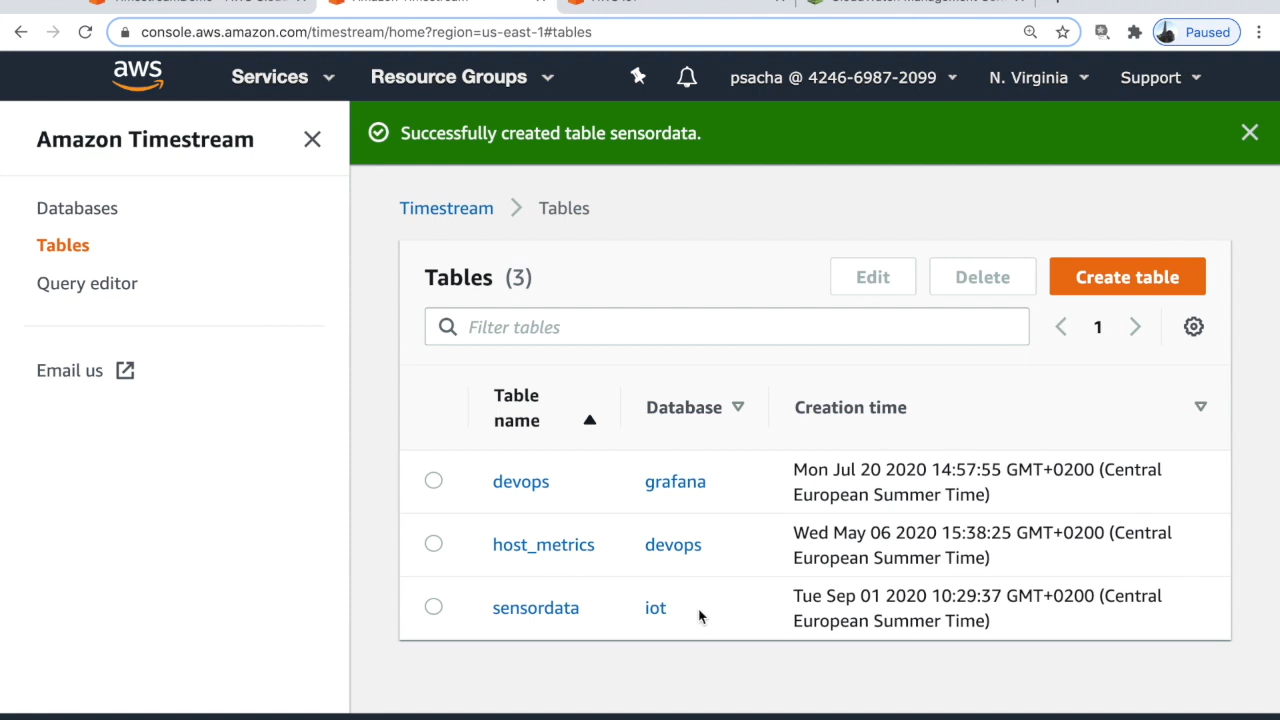 console.aws.amazon.com/timestream/home?region=us-east-1#tables
Paused
aws
Services
Resource Groups
psacha @ 4246-6987-2099
N. Virginia
Support
Amazon Timestream
Successfully created table sensordata.
Databases
Tables
Query editor
Email us
Timestream
Tables
Tables (3)
Edit
Delete
Create table
Filter tables
1
Table
name
Database
Creation time
devops
grafana
Mon Jul 20 2020 14:57:55 GMT+0200 (Central
European Summer Time)
host_metrics
devops
Wed May 06 2020 15:38:25 GMT+0200 (Central
European Summer Time)
sensordata
iot
Tue Sep 01 2020 10:29:37 GMT+0200 (Central
European Summer Time)